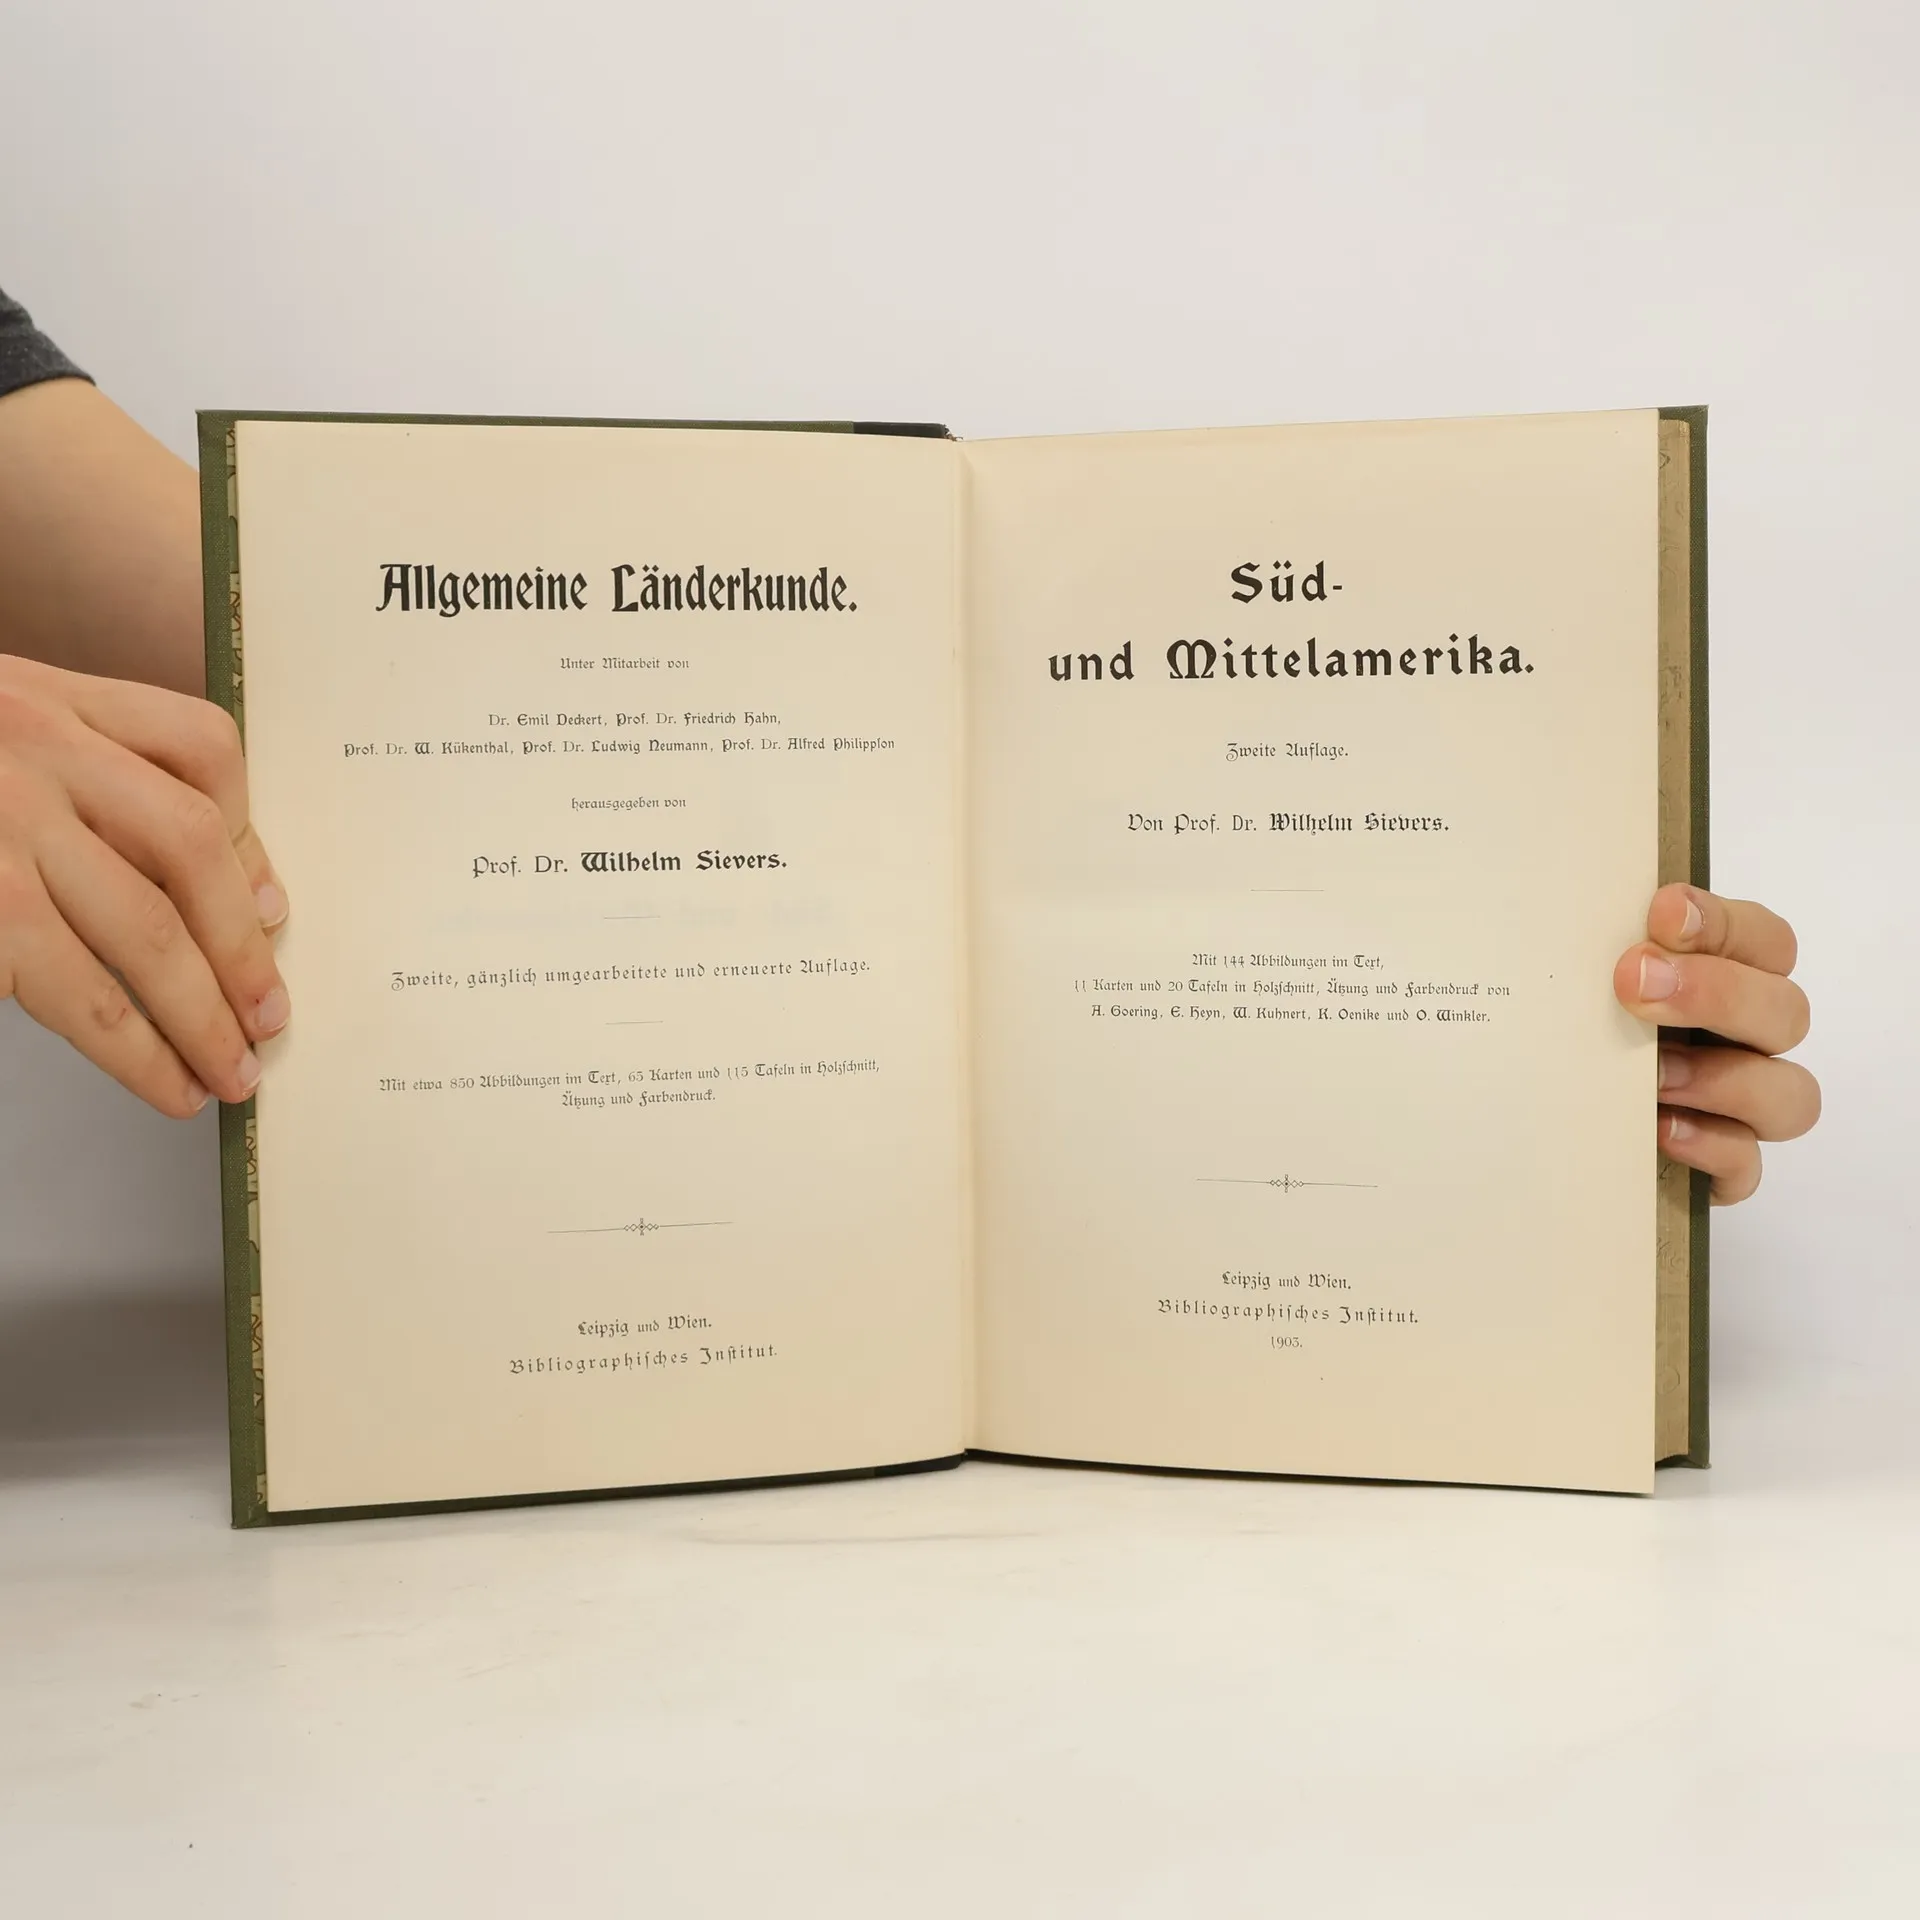 Allgemeine Länderkunde.
Unter Mitarbeit von
Dr. Emil Deckert, Prof. Dr. Friedrich Hahn,
Prof. Dr. W. Kükenthal, Prof. Dr. Ludwig Neumann, Prof. Dr. Alfred Philippſon
herausgegeben von
Prof. Dr. Wilhelm Sievers.
Zweite, gänzlich umgearbeitete und erneuerte Auflage.
Mit etwa 850 Abbildungen im Text, 65 Karten und 115 Tafeln in Holzſchnitt,
Ätzung und Farbendruck.
Leipzig und Wien.
Bibliographiſches Inſtitut.
Süd-
und Mittelamerika.
Zweite Auflage.
Von Prof. Dr. Wilhelm Sievers.
Mit 144 Abbildungen im Text,
11 Karten und 20 Tafeln in Holzſchnitt, Ätzung und Farbendruck von
A. Goering, E. Heyn, W. Kuhnert, K. Oenike und O. Winkler.
Leipzig und Wien.
Bibliographiſches Inſtitut.
1903.